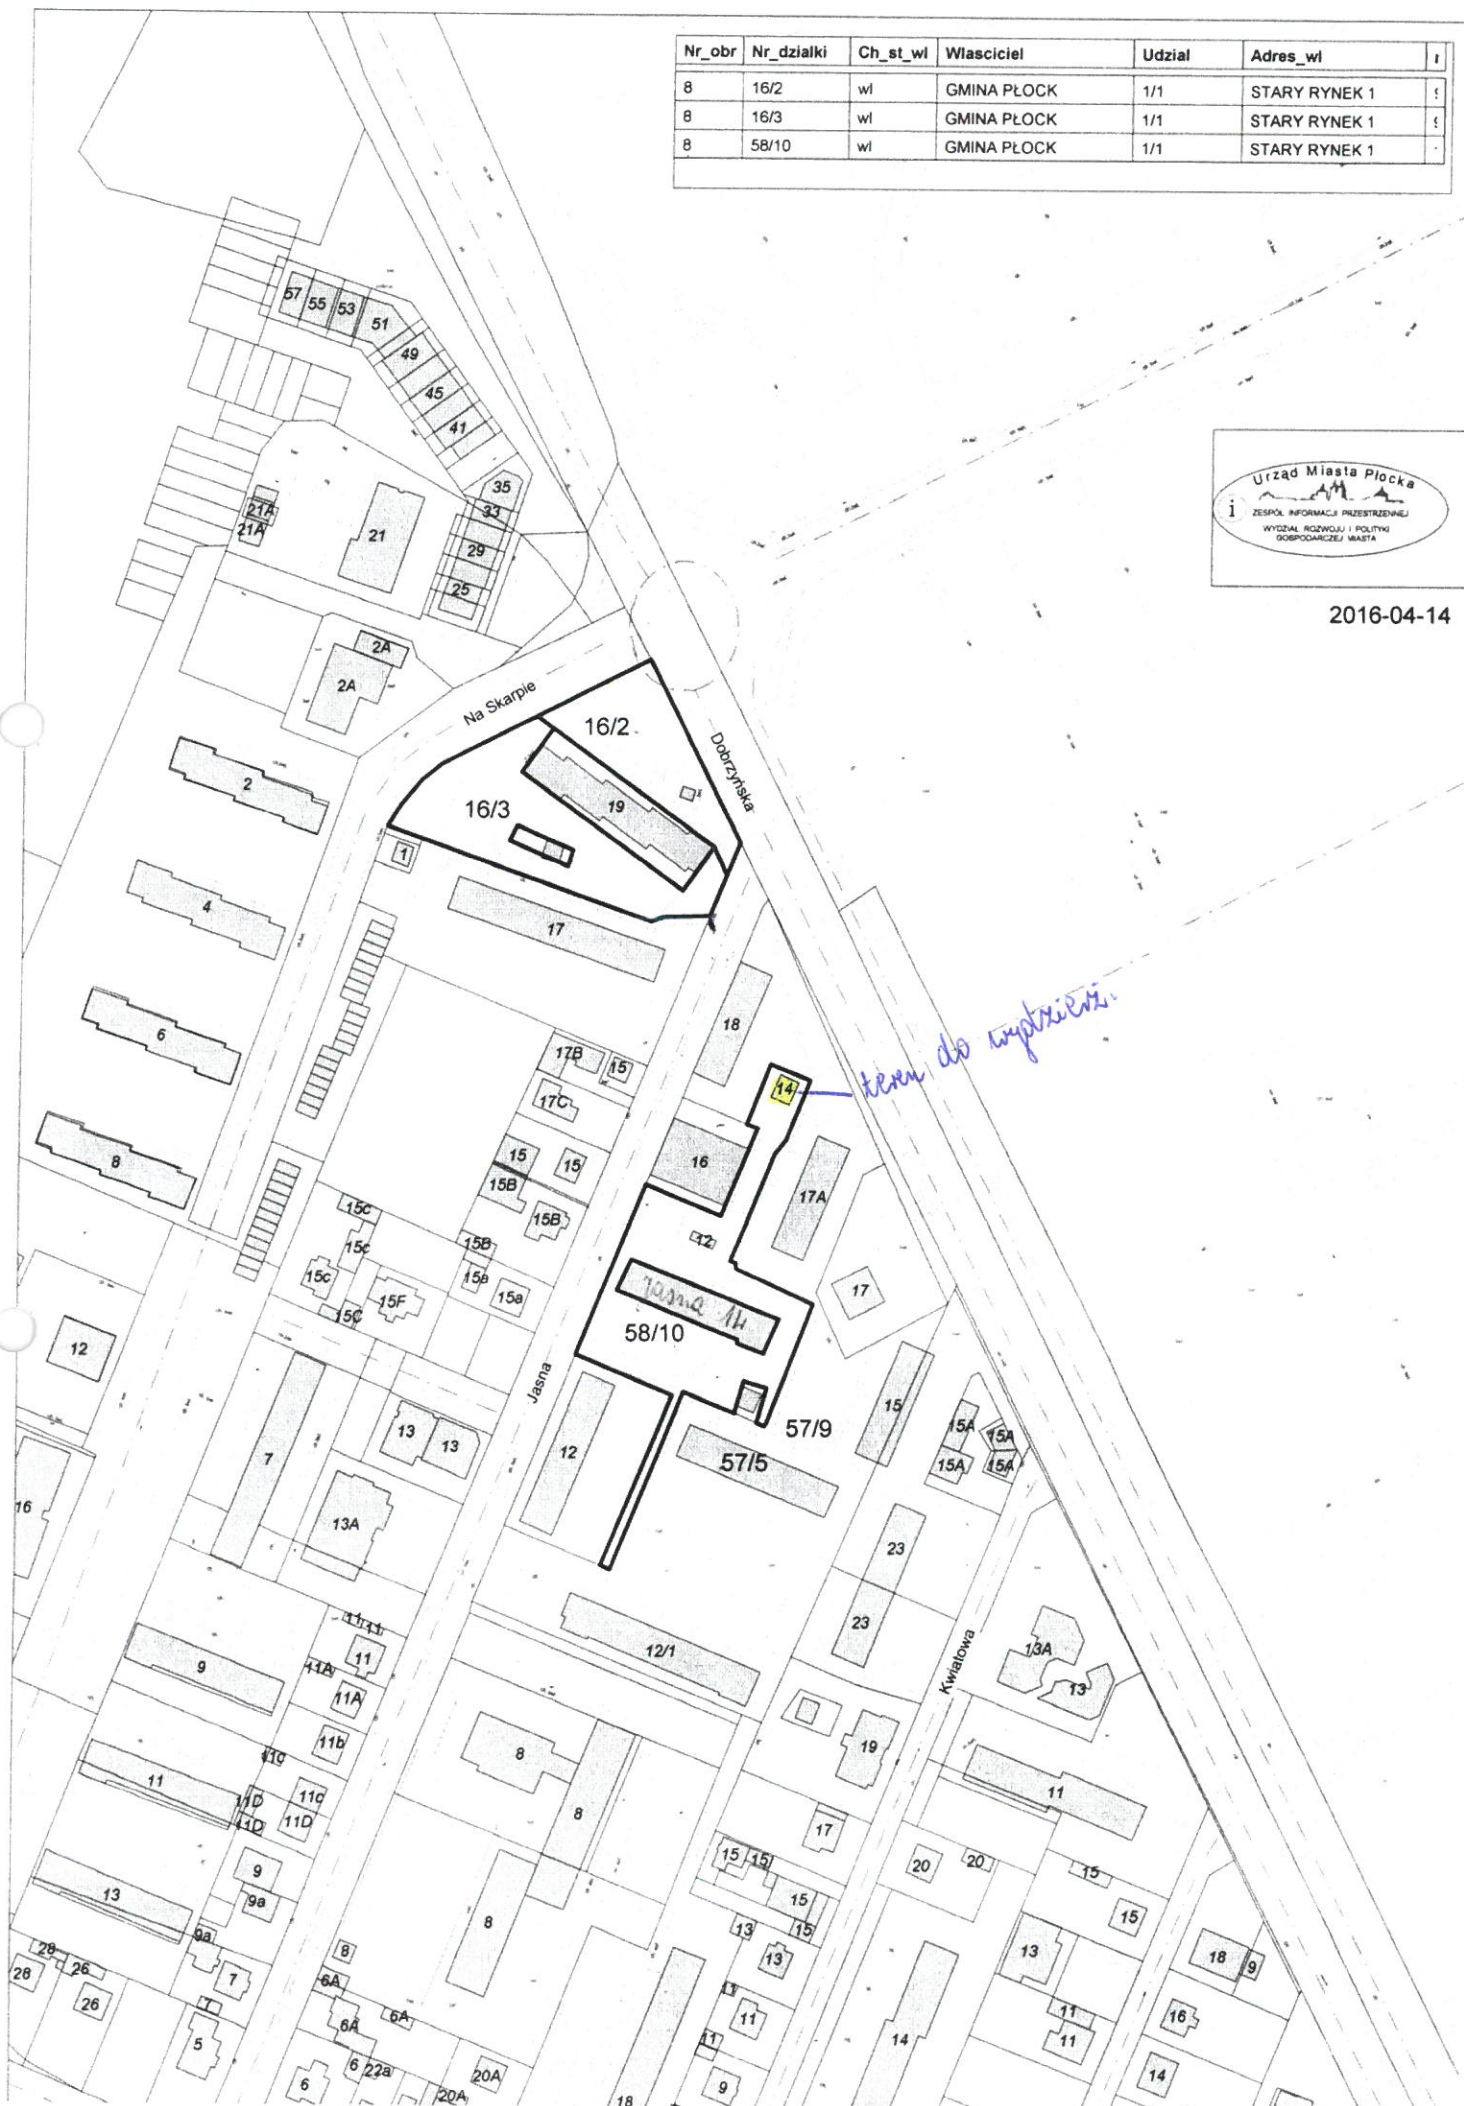 Nr_obr Nr_dzialki Ch_st_wl Wlasciciel Udzial Adres_wl
8 16/2 wl GMINA PŁOCK 1/1 STARY RYNEK 1
8 16/3 wl GMINA PŁOCK 1/1 STARY RYNEK 1
8 58/10 wl GMINA PŁOCK 1/1 STARY RYNEK 1
57 55 53 51
49
45
41
Urząd Miasta Płocka
i
ZESPÓŁ INFORMACJI PRZESTRZENNEJ
WYDZIAŁ ROZWOJU I POLITYKI
GOSPODARCZEJ MIASTA
2016-04-14
35
33
21A
21A
21
29
25
2A
2A
Na Skarpie
16/2
Dobrzyńska
2
19
16/3
1
4
17
18
6
teren do
17B 15
14
17C
16
8
15 15
15B
17A
15B
15c
12
15B
15c
15c
15a
15a
15F
15C
17
Jasna 14
58/10
12
Jasna
15
57/9
13 13
15A 15A
7
12
57/5
15A 15A
16
13A
23
11 11
23
12/1
11
9
11A
13A
Kwiatowa
11A
13
11b
19
11c
8
11
11c
11
11D
8
11D 11D
17
15 15
20 20
9
15
13
15
9a
15
8
13 15
9a
13
13
18 9
28
26
8
28
7
6A
11
26
7
6A
6A
11
11
16
5
11
11
14
6 22a
20A
14
6
9
20A
18